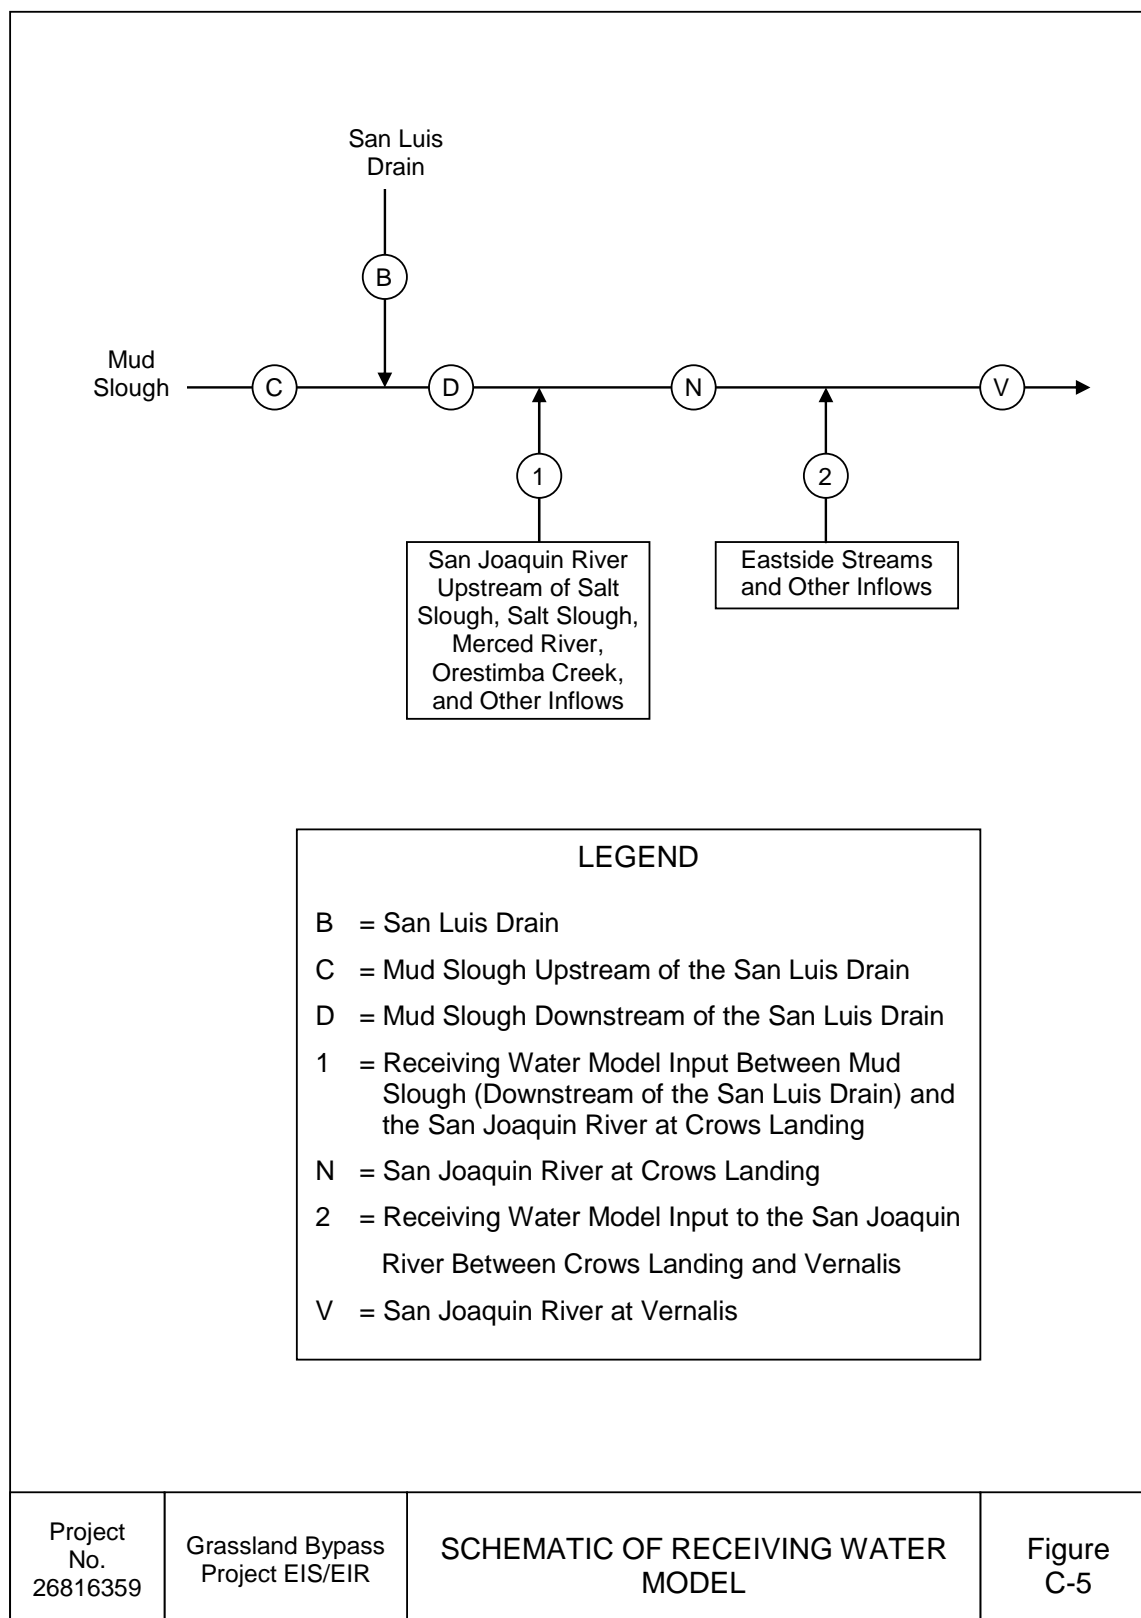 San Luis
Drain
B
Mud
Slough
C
D
N
V
1
2
San Joaquin River
Upstream of Salt
Slough, Salt Slough,
Merced River,
Orestimba Creek,
and Other Inflows
Eastside Streams
and Other Inflows
LEGEND
B = San Luis Drain
C = Mud Slough Upstream of the San Luis Drain
D = Mud Slough Downstream of the San Luis Drain
1 = Receiving Water Model Input Between Mud
Slough (Downstream of the San Luis Drain) and
the San Joaquin River at Crows Landing
N = San Joaquin River at Crows Landing
2 = Receiving Water Model Input to the San Joaquin
River Between Crows Landing and Vernalis
V = San Joaquin River at Vernalis
Project
No.
26816359
Grassland Bypass
Project EIS/EIR
SCHEMATIC OF RECEIVING WATER
MODEL
Figure
C-5